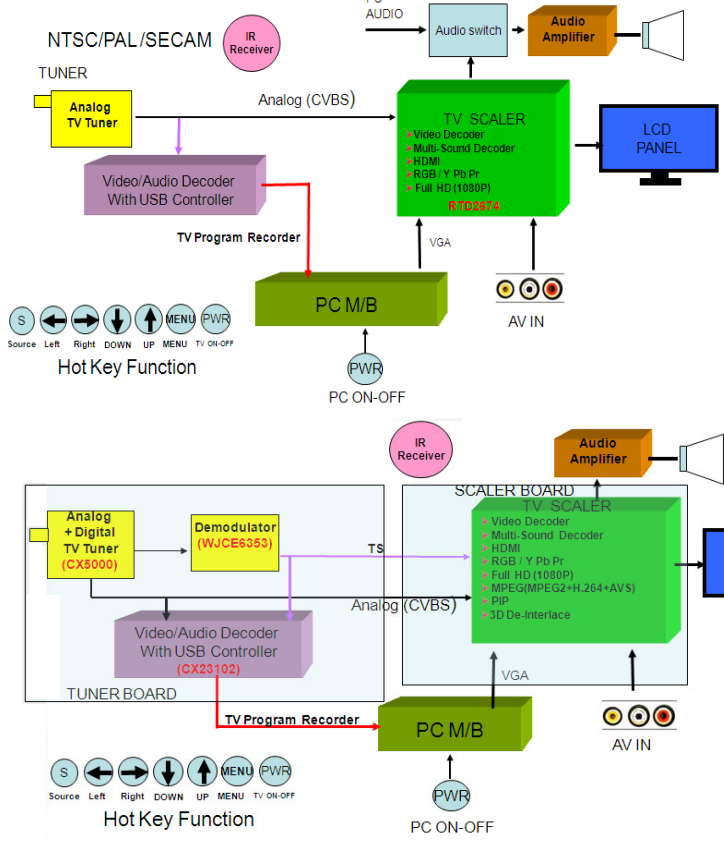 AUDIO
NTSC/PAL/SECAM
IR
Receiver
Audio switch
Audio
Amplifier
TUNER
Analog
TV Tuner
Analog (CVBS)
TV SCALER
Video Decoder
Multi-Sound Decoder
HDMI
RGB / Y Pb Pr
Full HD (1080P)
RTD2674
LCD
PANEL
Video/Audio Decoder
With USB Controller
TV Program Recorder
VGA
PC M/B
AV IN
S
MENU
PWR
Source Left Right DOWN UP MENU TV ON-OFF
Hot Key Function
PWR
PC ON-OFF
IR
Receiver
Audio
Amplifier
SCALER BOARD
TV SCALER
Video Decoder
Multi-Sound Decoder
HDMI
RGB / Y Pb Pr
Full HD (1080P)
MPEG(MPEG2+H.264+AVS)
PIP
3D De-Interlace
Analog
+ Digital
TV Tuner
(CX5000)
Demodulator
(WJCE6353)
TS
Analog (CVBS)
Video/Audio Decoder
With USB Controller
(CX23102)
TUNER BOARD
VGA
TV Program Recorder
PC M/B
AV IN
S
MENU
PWR
Source Left Right DOWN UP MENU TV ON-OFF
Hot Key Function
PWR
PC ON-OFF